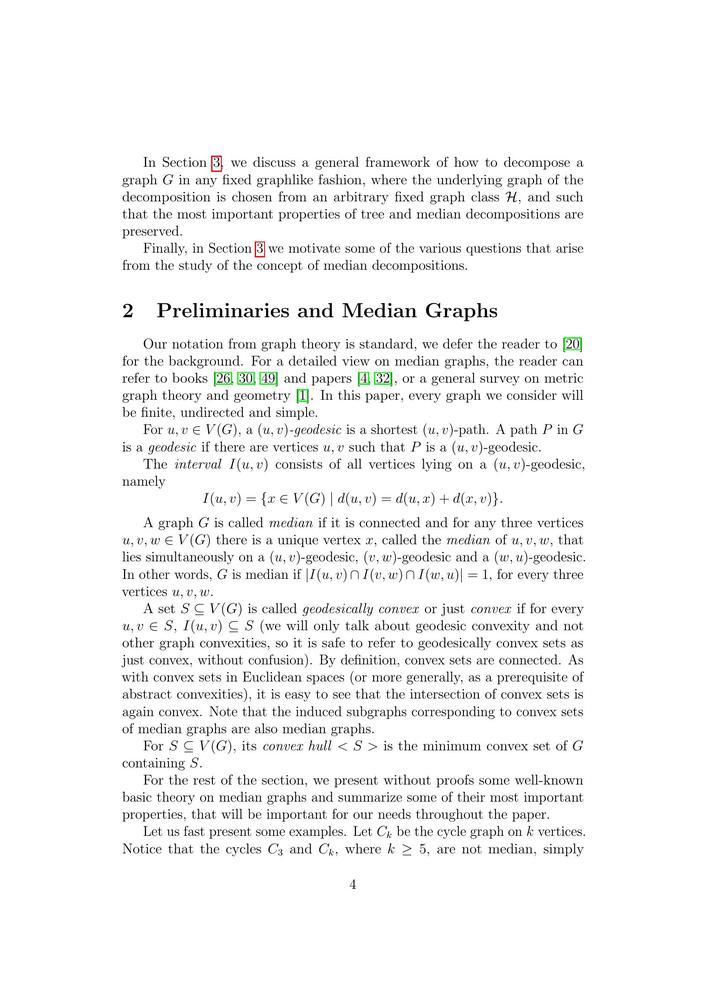 In Section 3, we discuss a general framework of how to decompose a
graph G in any fixed graphlike fashion, where the underlying graph of the
decomposition is chosen from an arbitrary fixed graph class ℋ, and such
that the most important properties of tree and median decompositions are
preserved.
Finally, in Section 3 we motivate some of the various questions that arise
from the study of the concept of median decompositions.
2 Preliminaries and Median Graphs
Our notation from graph theory is standard, we defer the reader to [20]
for the background. For a detailed view on median graphs, the reader can
refer to books [26, 30, 49] and papers [4, 32], or a general survey on metric
graph theory and geometry [1]. In this paper, every graph we consider will
be finite, undirected and simple.
For u, v ∈ V(G), a (u, v)-geodesic is a shortest (u, v)-path. A path P in G
is a geodesic if there are vertices u, v such that P is a (u, v)-geodesic.
The interval I(u, v) consists of all vertices lying on a (u, v)-geodesic,
namely
I(u, v) = {x ∈ V(G) | d(u, v) = d(u, x) + d(x, v)}.
A graph G is called median if it is connected and for any three vertices
u, v, w ∈ V(G) there is a unique vertex x, called the median of u, v, w, that
lies simultaneously on a (u, v)-geodesic, (v, w)-geodesic and a (w, u)-geodesic.
In other words, G is median if |I(u, v) ∩ I(v, w) ∩ I(w, u)| = 1, for every three
vertices u, v, w.
A set S ⊆ V(G) is called geodesically convex or just convex if for every
u, v ∈ S, I(u, v) ⊆ S (we will only talk about geodesic convexity and not
other graph convexities, so it is safe to refer to geodesically convex sets as
just convex, without confusion). By definition, convex sets are connected. As
with convex sets in Euclidean spaces (or more generally, as a prerequisite of
abstract convexities), it is easy to see that the intersection of convex sets is
again convex. Note that the induced subgraphs corresponding to convex sets
of median graphs are also median graphs.
For S ⊆ V(G), its convex hull < S > is the minimum convex set of G
containing S.
For the rest of the section, we present without proofs some well-known
basic theory on median graphs and summarize some of their most important
properties, that will be important for our needs throughout the paper.
Let us fast present some examples. Let C_k be the cycle graph on k vertices.
Notice that the cycles C_3 and C_k, where k ≥ 5, are not median, simply
4